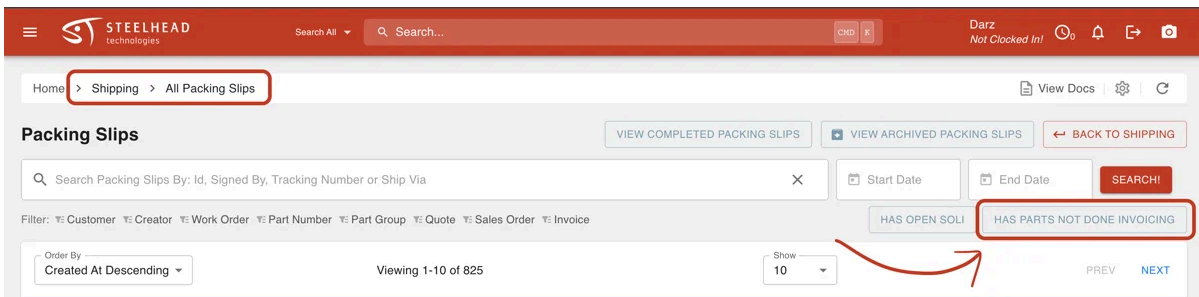 STEELHEAD
technologies
Search All
Search...
CMD K
Darz
Not Clocked In!
0
Home > Shipping > All Packing Slips
View Docs
Packing Slips
VIEW COMPLETED PACKING SLIPS
VIEW ARCHIVED PACKING SLIPS
BACK TO SHIPPING
Search Packing Slips By: Id, Signed By, Tracking Number or Ship Via
Start Date
End Date
SEARCH!
Filter: Customer Creator Work Order Part Number Part Group Quote Sales Order Invoice
HAS OPEN SOLI
HAS PARTS NOT DONE INVOICING
Order By
Created At Descending
Viewing 1-10 of 825
Show
10
PREV
NEXT